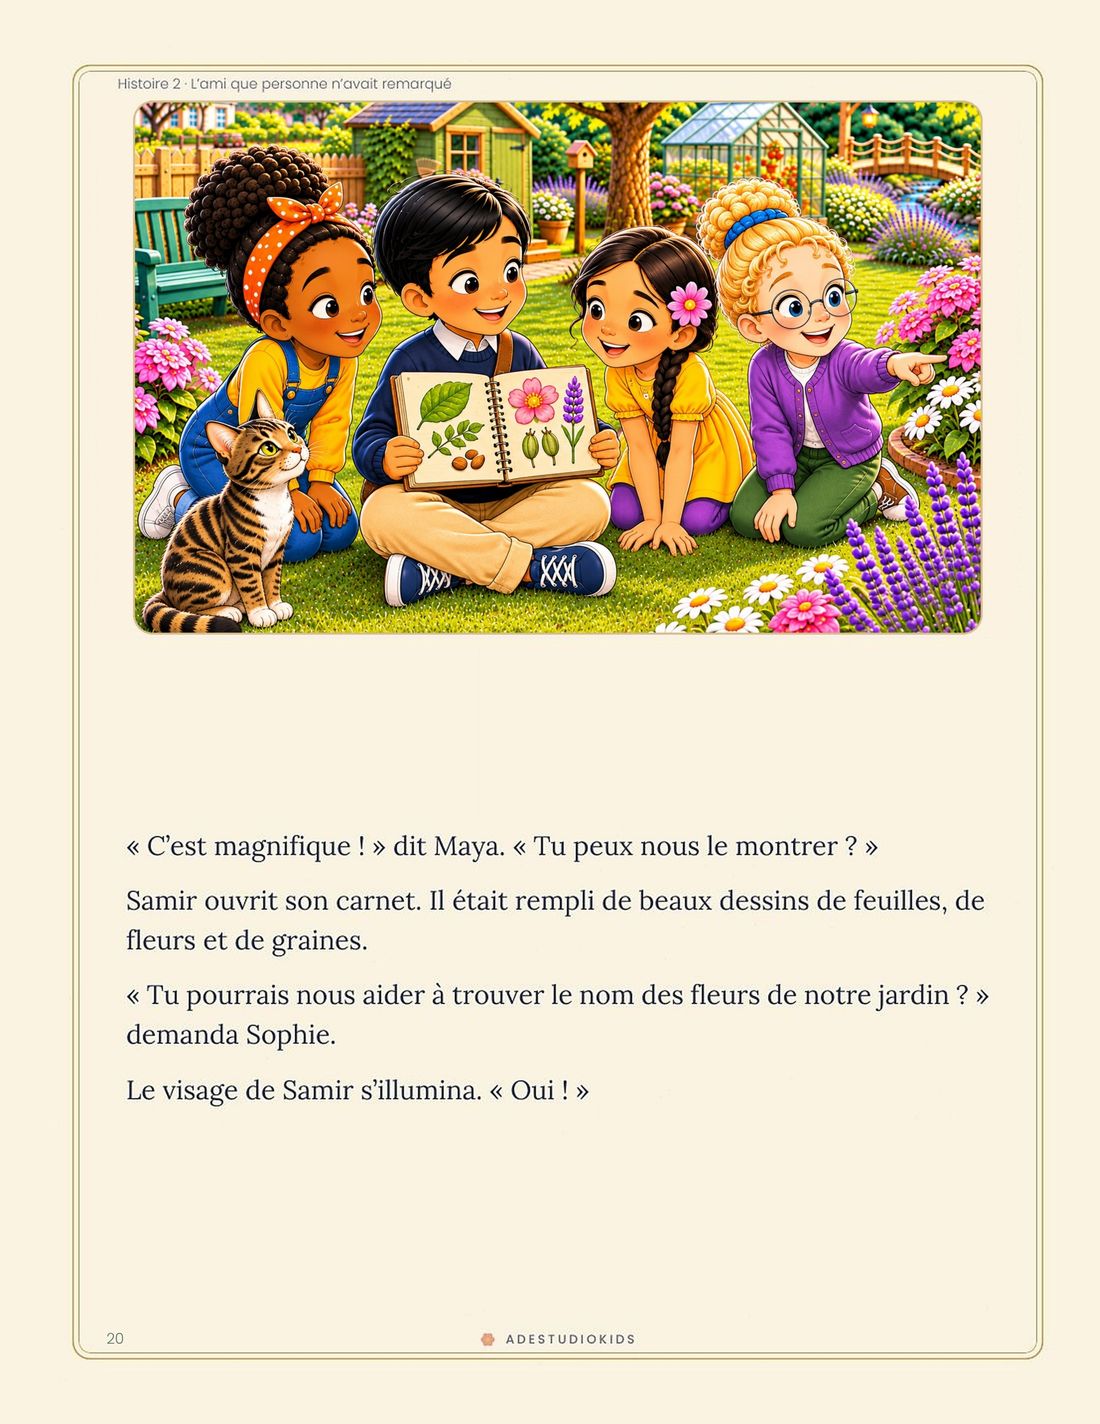 Histoire 2 · L’ami que personne n’avait remarqué
« C’est magnifique ! » dit Maya. « Tu peux nous le montrer ? »
Samir ouvrit son carnet. Il était rempli de beaux dessins de feuilles, de
fleurs et de graines.
« Tu pourrais nous aider à trouver le nom des fleurs de notre jardin ? »
demanda Sophie.
Le visage de Samir s’illumina. « Oui ! »
20
ADESTUDIOKIDS